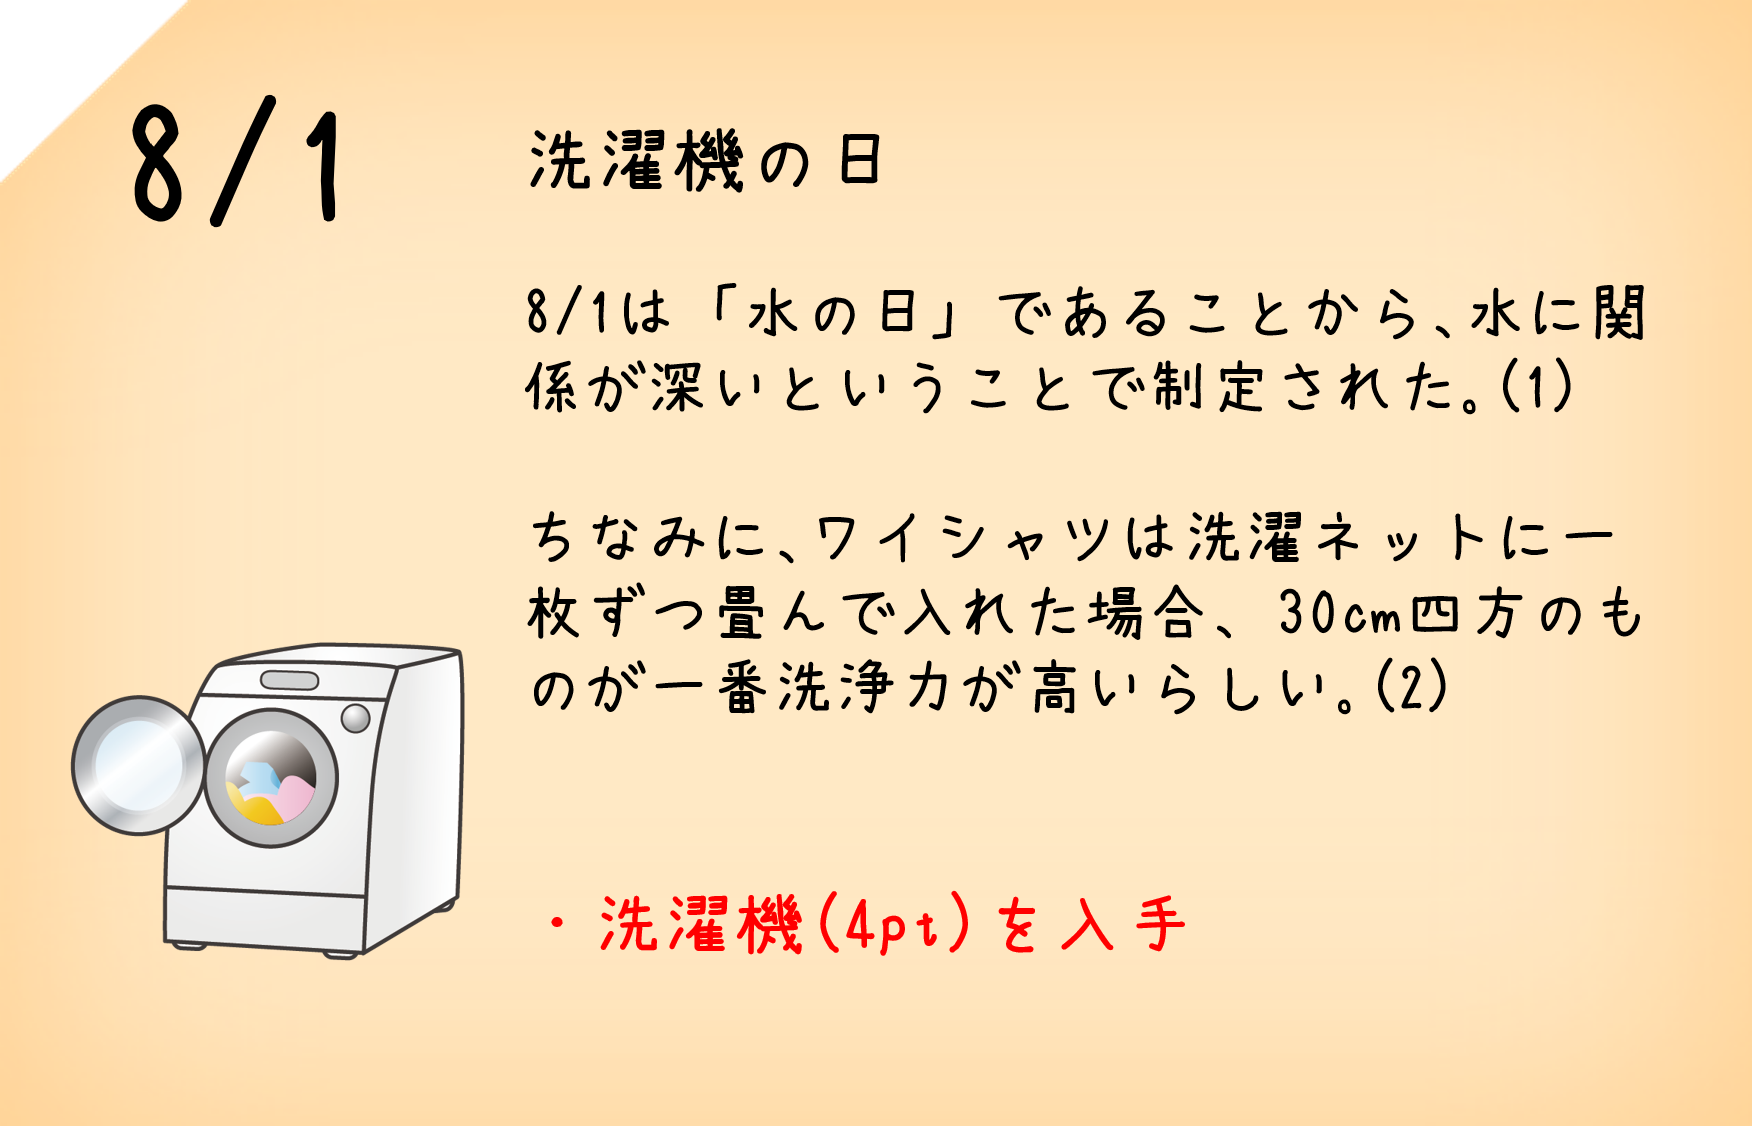 8/1
洗濯機の日
8/1は「水の日」であることから、水に関
係が深いということで制定された。(1)
ちなみに、ワイシャツは洗濯ネットに一
枚ずつ畳んで入れた場合、30cm四方のも
のが一番洗浄力が高いらしい。(2)
・洗濯機(4pt)を入手